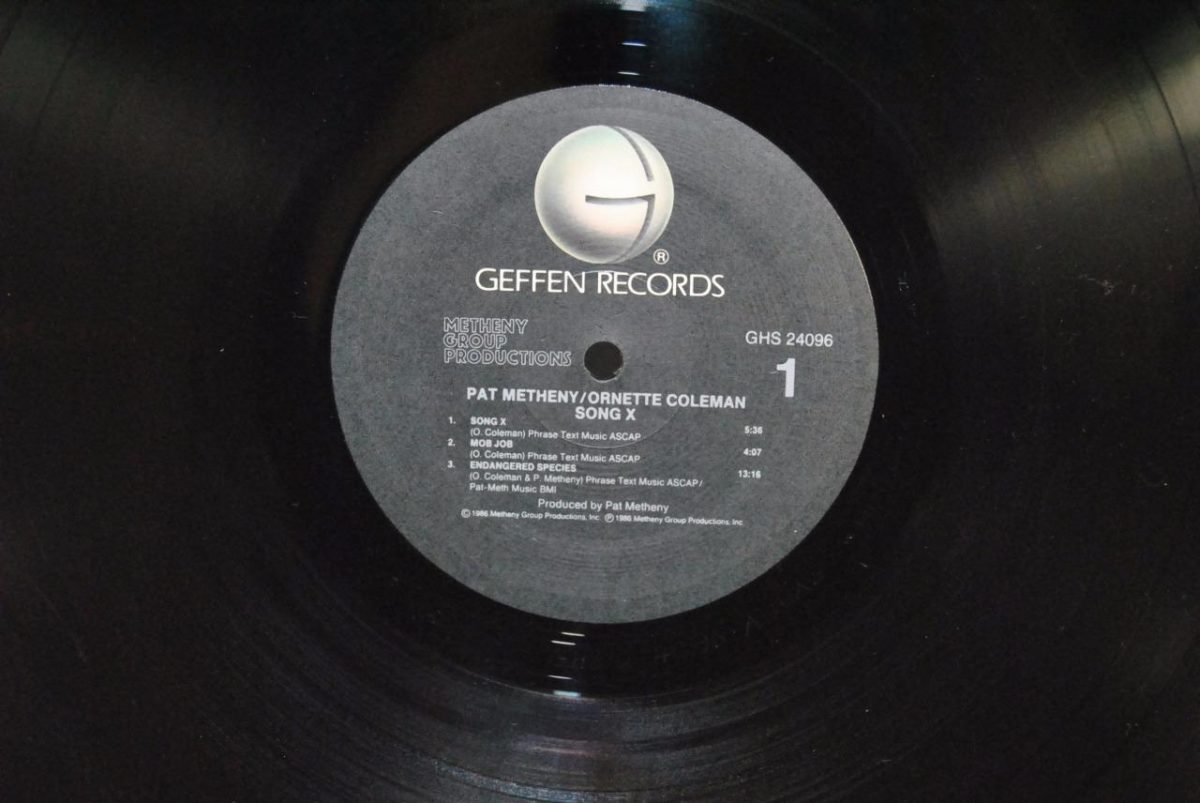 ®
GEFFEN RECORDS
METHENY
GROUP
PRODUCTIONS
GHS 24096
1
PAT METHENY/ORNETTE COLEMAN
SONG X
1. SONG X 5:36
(O. Coleman) Phrase Text Music ASCAP
2. MOB JOB 4:07
(O. Coleman) Phrase Text Music ASCAP
3. ENDANGERED SPECIES 13:16
(O. Coleman & P. Metheny) Phrase Text Music ASCAP/
Pat-Meth Music BMI
Produced by Pat Metheny
©1986 Metheny Group Productions, Inc. ℗1986 Metheny Group Productions, Inc.